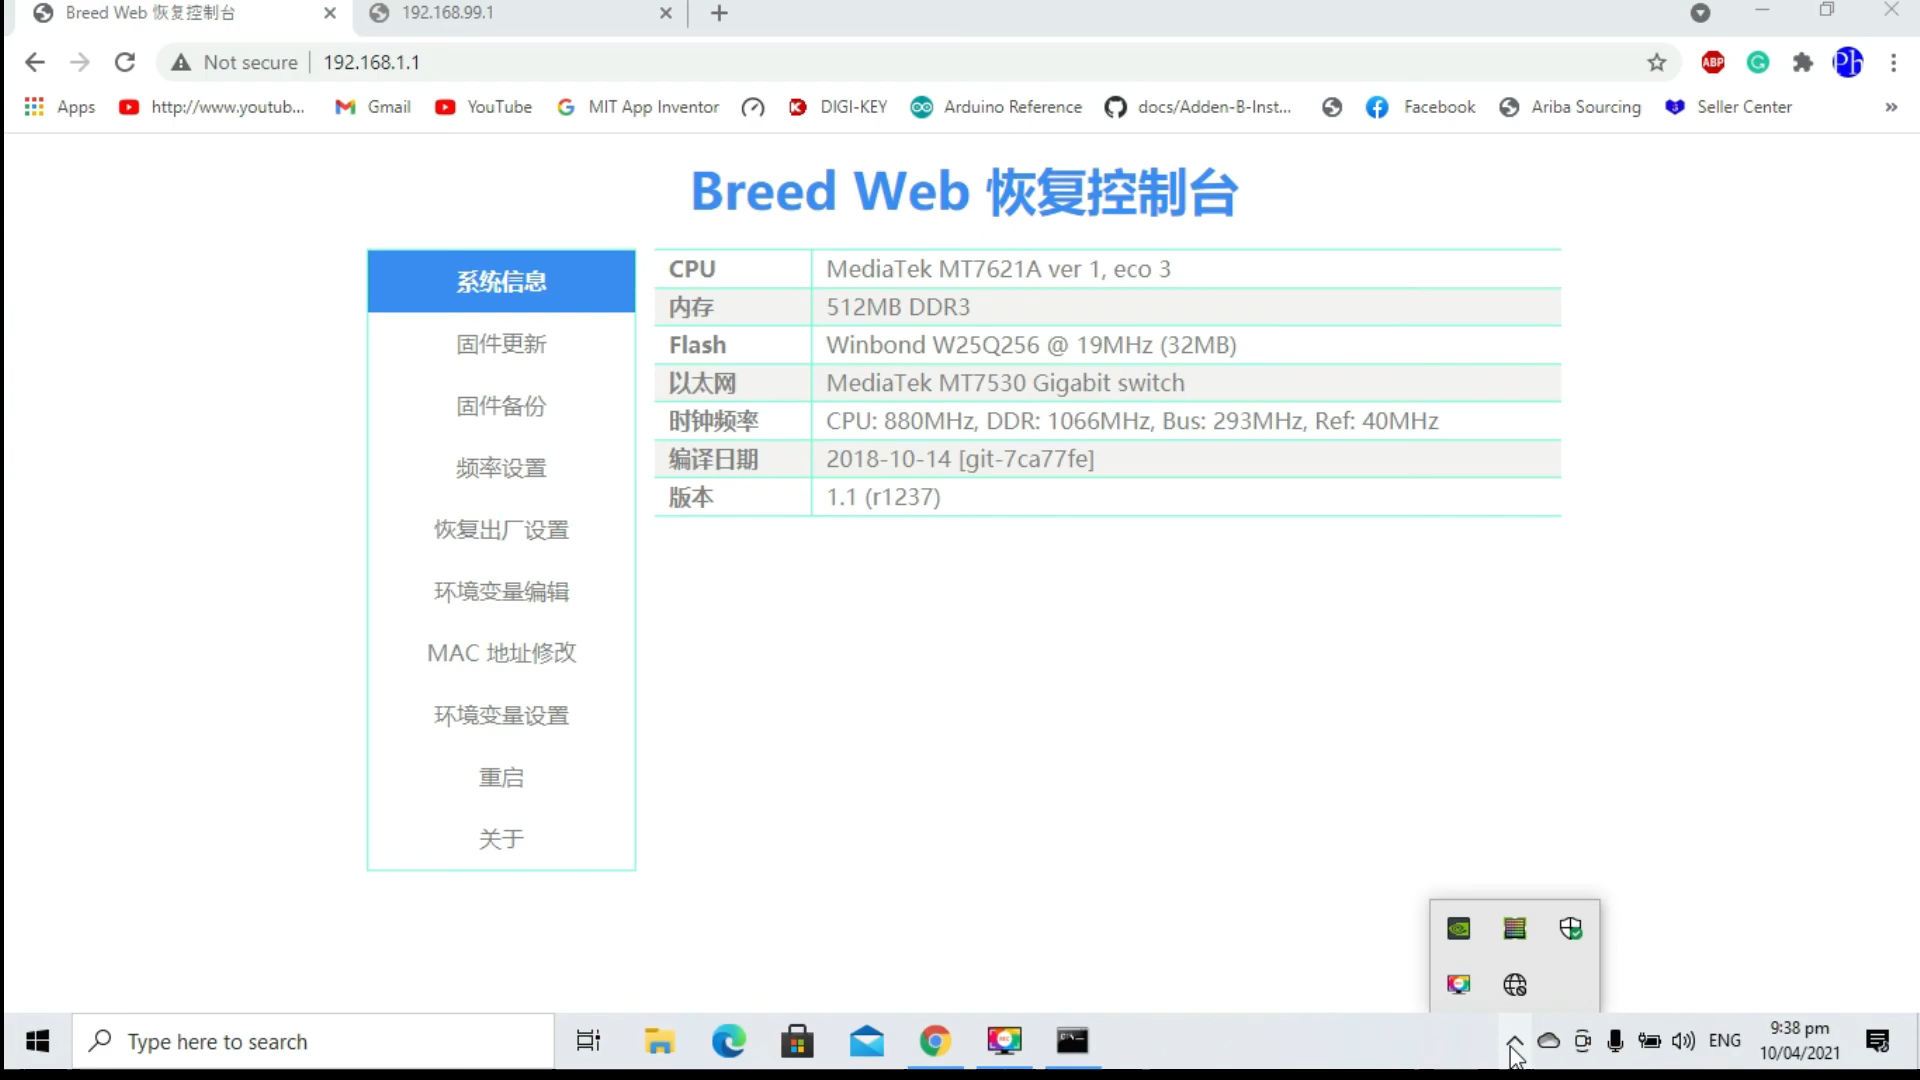 Breed Web 恢复控制台
192.168.99.1
Not secure
192.168.1.1
ABP
Ph
Apps
http://www.youtub...
Gmail
YouTube
MIT App Inventor
DIGI-KEY
Arduino Reference
docs/Adden-B-Inst...
Facebook
Ariba Sourcing
Seller Center
»
Breed Web 恢复控制台
系统信息
固件更新
固件备份
频率设置
恢复出厂设置
环境变量编辑
MAC 地址修改
环境变量设置
重启
关于
CPU MediaTek MT7621A ver 1, eco 3
内存 512MB DDR3
Flash Winbond W25Q256 @ 19MHz (32MB)
以太网 MediaTek MT7530 Gigabit switch
时钟频率 CPU: 880MHz, DDR: 1066MHz, Bus: 293MHz, Ref: 40MHz
编译日期 2018-10-14 [git-7ca77fe]
版本 1.1 (r1237)
Type here to search
ENG
9:38 pm
10/04/2021